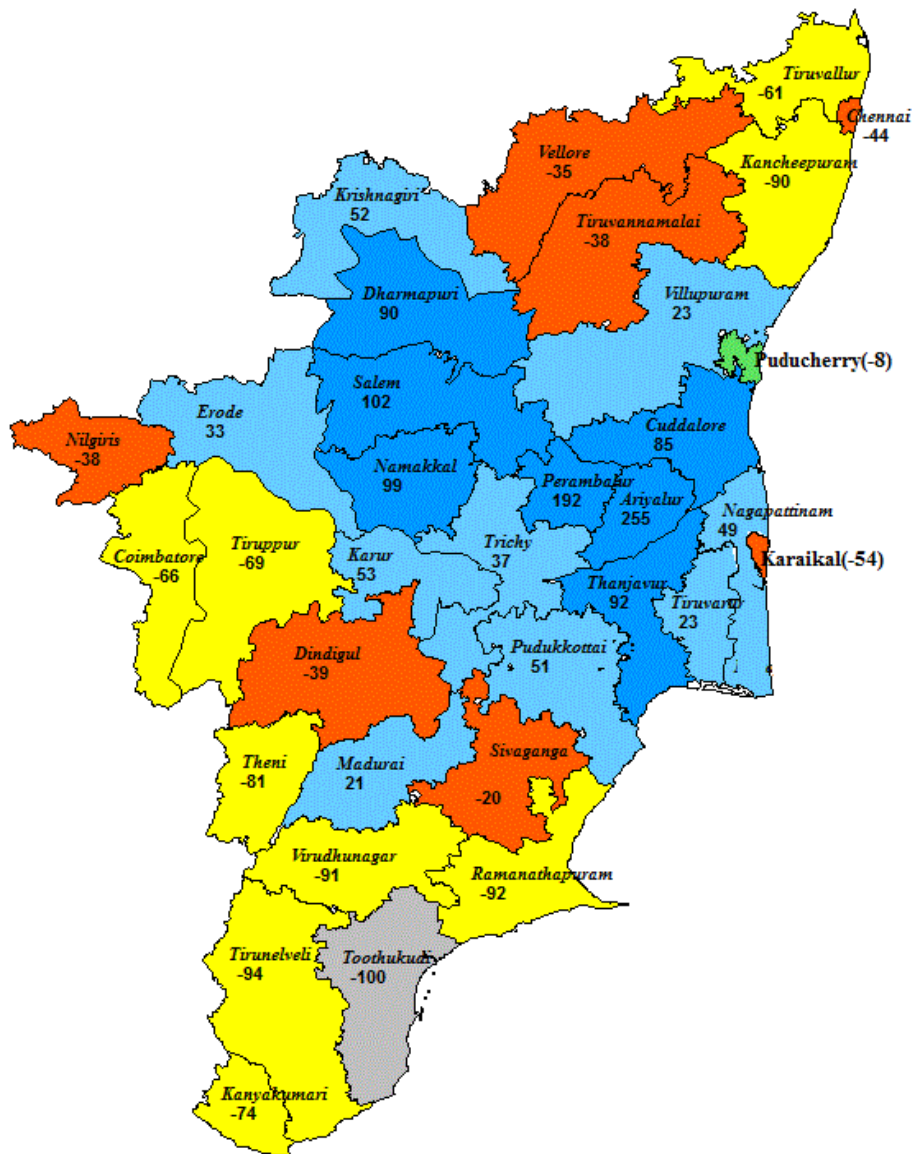 Tiruvallur
-61
Chennai
-44
Kancheepuram
-90
Vellore
-35
Krishnagiri
52
Tiruvannamalai
-38
Dharmapuri
90
Villupuram
23
Puducherry(-8)
Salem
102
Erode
33
Cuddalore
85
Nilgiris
-38
Namakkal
99
Perambalur
192
Ariyalur
255
Nagapattinam
49
Coimbatore
-66
Tiruppur
-69
Karur
53
Trichy
37
Karaikal(-54)
Thanjavur
92
Tiruvarur
23
Dindigul
-39
Pudukkottai
51
Theni
-81
Madurai
21
Sivaganga
-20
Virudhunagar
-91
Ramanathapuram
-92
Tirunelveli
-94
Toothukudi
-100
Kanyakumari
-74